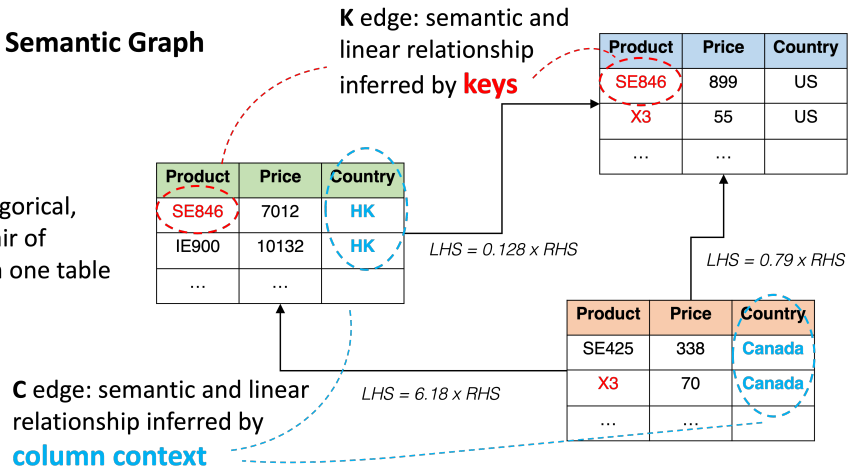 Semantic Graph
K edge: semantic and
linear relationship
inferred by keys
Product Price Country
SE846 899 US
X3 55 US
... ...
Product Price Country
SE846 7012 HK
IE900 10132 HK
... ...
gorical,
ir of
one table
LHS = 0.128 x RHS
LHS = 0.79 x RHS
Product Price Country
SE425 338 Canada
X3 70 Canada
... ...
C edge: semantic and linear
relationship inferred by
column context
LHS = 6.18 x RHS